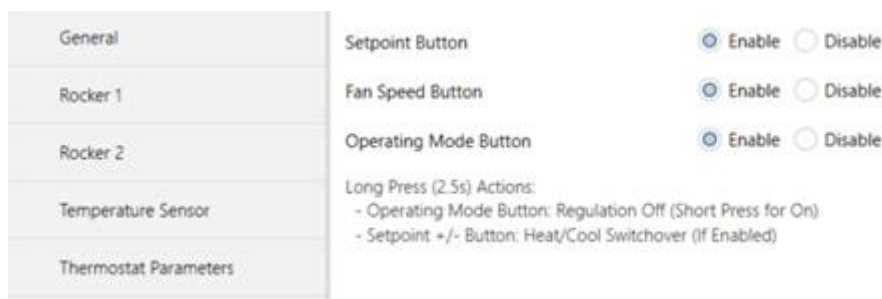 General
Rocker 1
Rocker 2
Temperature Sensor
Thermostat Parameters
Setpoint Button Enable Disable
Fan Speed Button Enable Disable
Operating Mode Button Enable Disable
Long Press (2.5s) Actions:
- Operating Mode Button: Regulation Off (Short Press for On)
- Setpoint +/- Button: Heat/Cool Switchover (If Enabled)